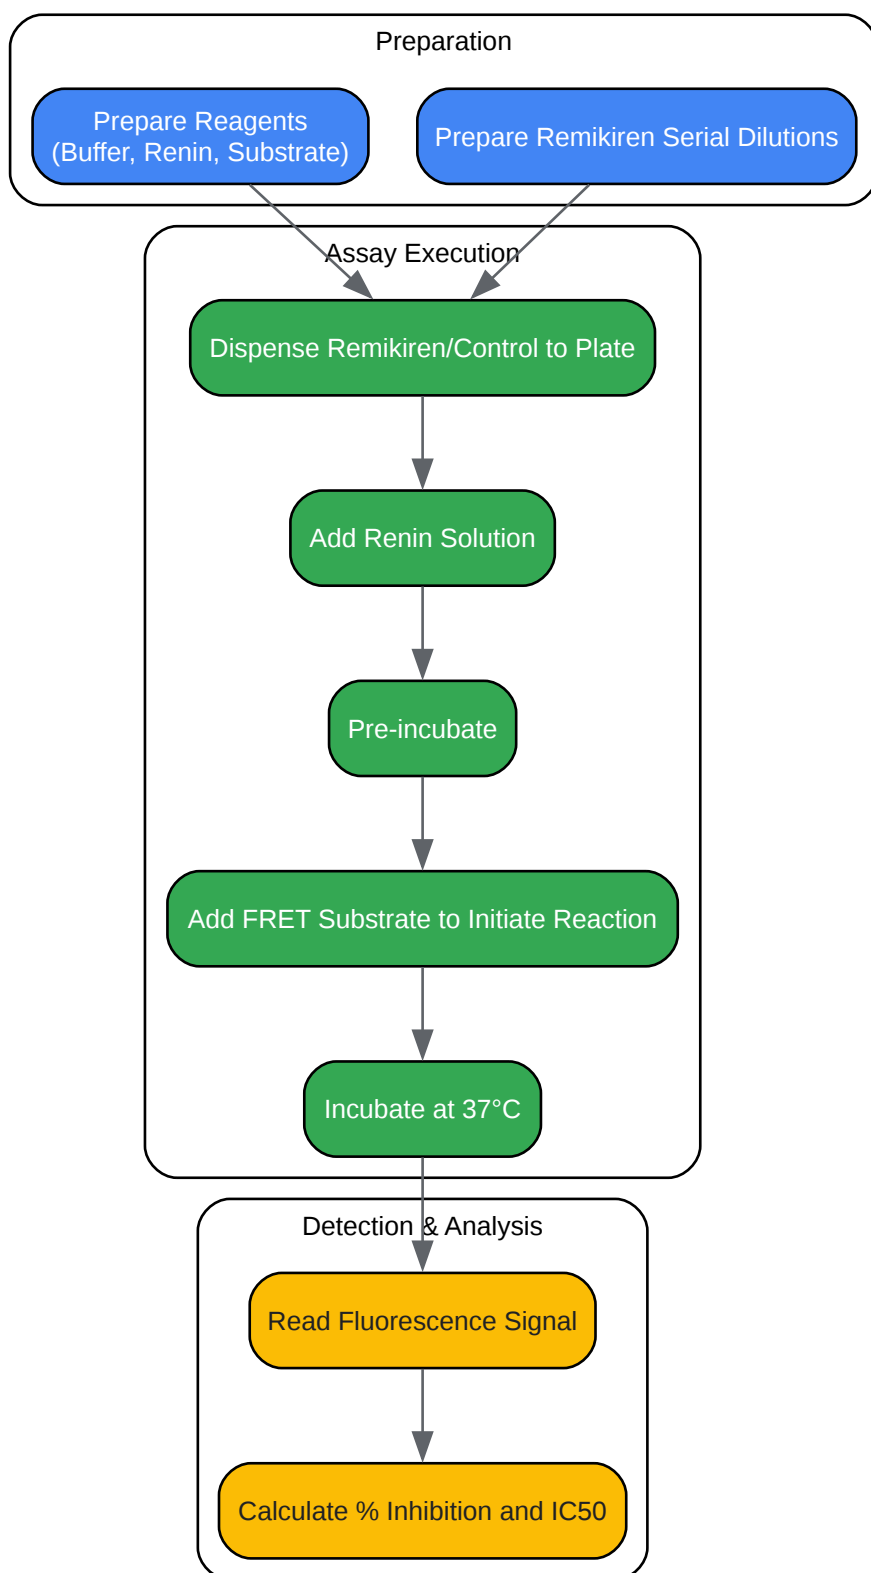 Preparation
Prepare Reagents
(Buffer, Renin, Substrate)
Prepare Remikiren Serial Dilutions
Assay Execution
Dispense Remikiren/Control to Plate
Add Renin Solution
Pre-incubate
Add FRET Substrate to Initiate Reaction
Incubate at 37°C
Detection & Analysis
Read Fluorescence Signal
Calculate % Inhibition and IC50